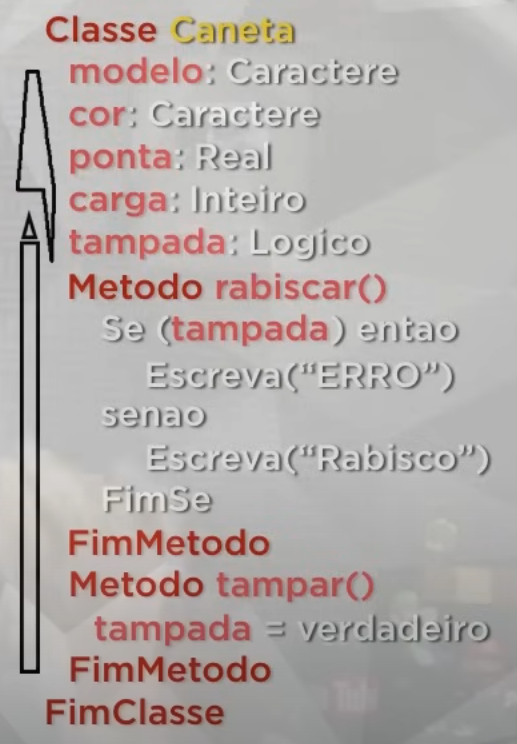 Classe Caneta
modelo: Caractere
cor: Caractere
ponta: Real
carga: Inteiro
tampada: Logico
Metodo rabiscar()
Se (tampada) entao
Escreva(“ERRO”)
senao
Escreva(“Rabisco”)
FimSe
FimMetodo
Metodo tampar()
tampada = verdadeiro
FimMetodo
FimClasse